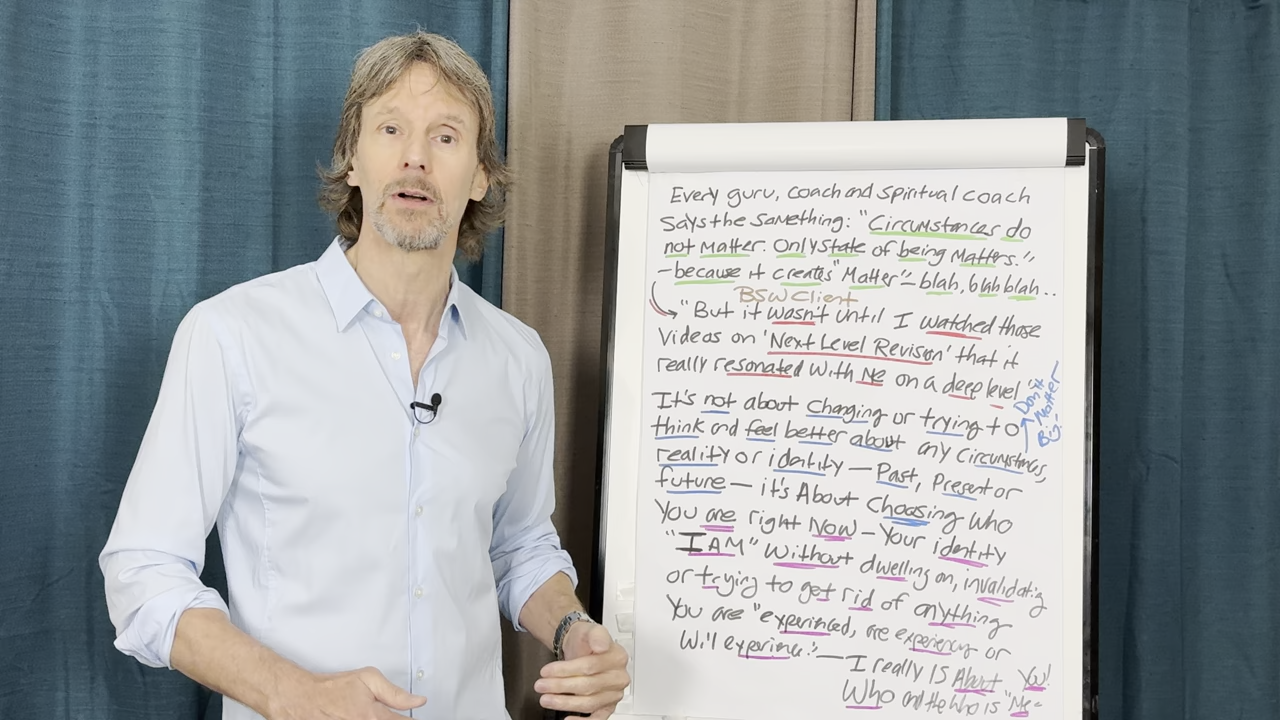 Every guru, coach and spiritual coach
says the samething: "Circumstances do
not matter. Only state of being matters."
- because it creates "Matter" - blah, blah blah..
BSW Client
"But it wasn't until I watched those
Videos on 'Next Level Revision' that it
really resonated with Me on a deep level"
It's not about changing or trying to
Don't
Matter
think and feel better about any circumstances,
reality or identity — Past, Present or
future — it's About Choosing Who
You are right Now — Your identity
"I AM" Without dwelling on, invalidating
or trying to get rid of anything
You are "experienced, are experiencing or
Will experience." — I really IS About You!
Who and the Who is "Me"